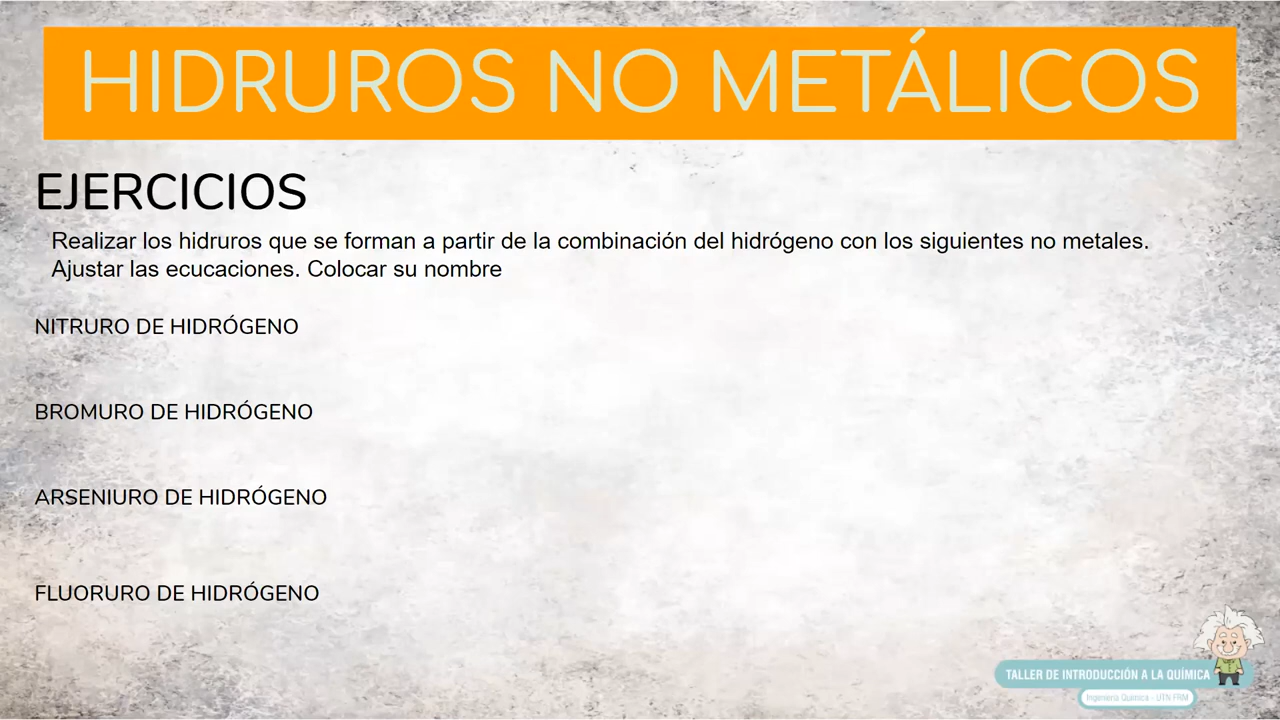 HIDRUROS NO METÁLICOS
EJERCICIOS
Realizar los hidruros que se forman a partir de la combinación del hidrógeno con los siguientes no metales.
Ajustar las ecucaciones. Colocar su nombre
NITRURO DE HIDRÓGENO
BROMURO DE HIDRÓGENO
ARSENIURO DE HIDRÓGENO
FLUORURO DE HIDRÓGENO
TALLER DE INTRODUCCIÓN A LA QUÍMICA
Ingeniería Química - UTN FRM